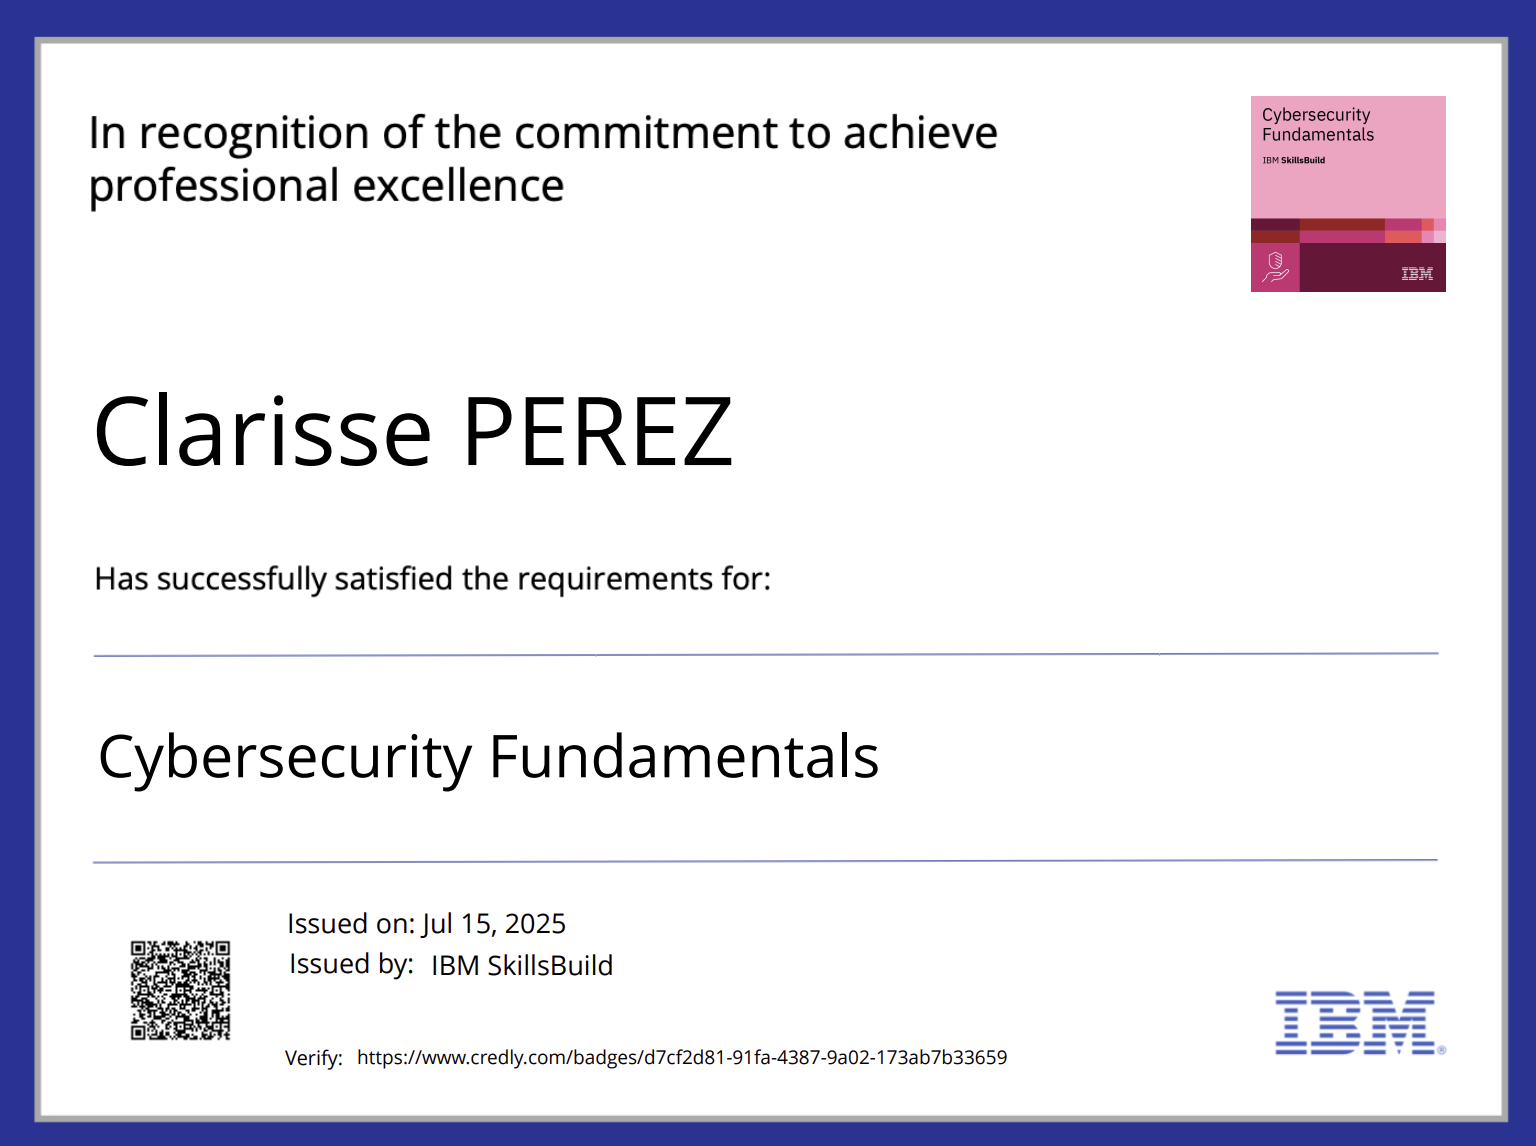 In recognition of the commitment to achieve
professional excellence
Cybersecurity
Fundamentals
IBM SkillsBuild
IBM
Clarisse PEREZ
Has successfully satisfied the requirements for:
Cybersecurity Fundamentals
Issued on: Jul 15, 2025
Issued by: IBM SkillsBuild
Verify: https://www.credly.com/badges/d7cf2d81-91fa-4387-9a02-173ab7b33659
IBM®